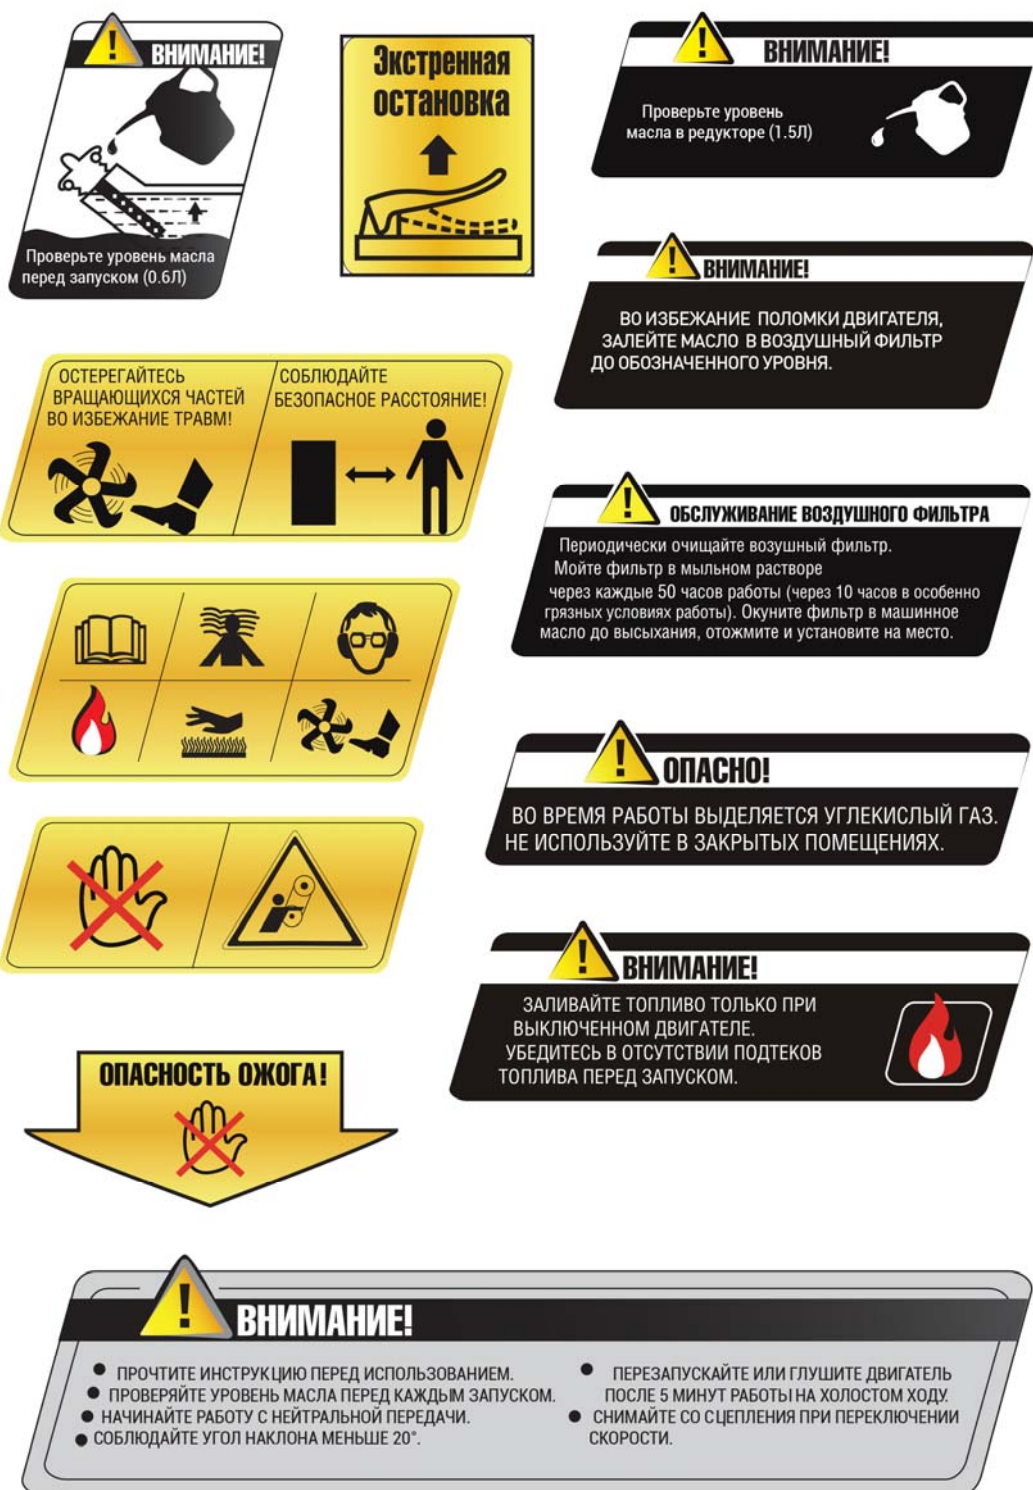 ВНИМАНИЕ!
Проверьте уровень масла
перед запуском (0.6Л)
Экстренная
остановка
ВНИМАНИЕ!
Проверьте уровень
масла в редукторе (1.5Л)
ВНИМАНИЕ!
ВО ИЗБЕЖАНИЕ ПОЛОМКИ ДВИГАТЕЛЯ,
ЗАЛЕЙТЕ МАСЛО В ВОЗДУШНЫЙ ФИЛЬТР
ДО ОБОЗНАЧЕННОГО УРОВНЯ.
ОСТЕРЕГАЙТЕСЬ
ВРАЩАЮЩИХСЯ ЧАСТЕЙ
ВО ИЗБЕЖАНИЕ ТРАВМ!
СОБЛЮДАЙТЕ
БЕЗОПАСНОЕ РАССТОЯНИЕ!
ОБСЛУЖИВАНИЕ ВОЗДУШНОГО ФИЛЬТРА
Периодически очищайте возушный фильтр.
Мойте фильтр в мыльном растворе
через каждые 50 часов работы (через 10 часов в особенно
грязных условиях работы). Окуните фильтр в машинное
масло до высыхания, отожмите и установите на место.
ОПАСНО!
ВО ВРЕМЯ РАБОТЫ ВЫДЕЛЯЕТСЯ УГЛЕКИСЛЫЙ ГАЗ.
НЕ ИСПОЛЬЗУЙТЕ В ЗАКРЫТЫХ ПОМЕЩЕНИЯХ.
ВНИМАНИЕ!
ЗАЛИВАЙТЕ ТОПЛИВО ТОЛЬКО ПРИ
ВЫКЛЮЧЕННОМ ДВИГАТЕЛЕ.
УБЕДИТЕСЬ В ОТСУТСТВИИ ПОДТЕКОВ
ТОПЛИВА ПЕРЕД ЗАПУСКОМ.
ОПАСНОСТЬ ОЖОГА!
ВНИМАНИЕ!
● ПРОЧТИТЕ ИНСТРУКЦИЮ ПЕРЕД ИСПОЛЬЗОВАНИЕМ.
● ПРОВЕРЯЙТЕ УРОВЕНЬ МАСЛА ПЕРЕД КАЖДЫМ ЗАПУСКОМ.
● НАЧИНАЙТЕ РАБОТУ С НЕЙТРАЛЬНОЙ ПЕРЕДАЧИ.
● СОБЛЮДАЙТЕ УГОЛ НАКЛОНА МЕНЬШЕ 20°.
● ПЕРЕЗАПУСКАЙТЕ ИЛИ ГЛУШИТЕ ДВИГАТЕЛЬ
ПОСЛЕ 5 МИНУТ РАБОТЫ НА ХОЛОСТОМ ХОДУ.
● СНИМАЙТЕ СО СЦЕПЛЕНИЯ ПРИ ПЕРЕКЛЮЧЕНИИ
СКОРОСТИ.